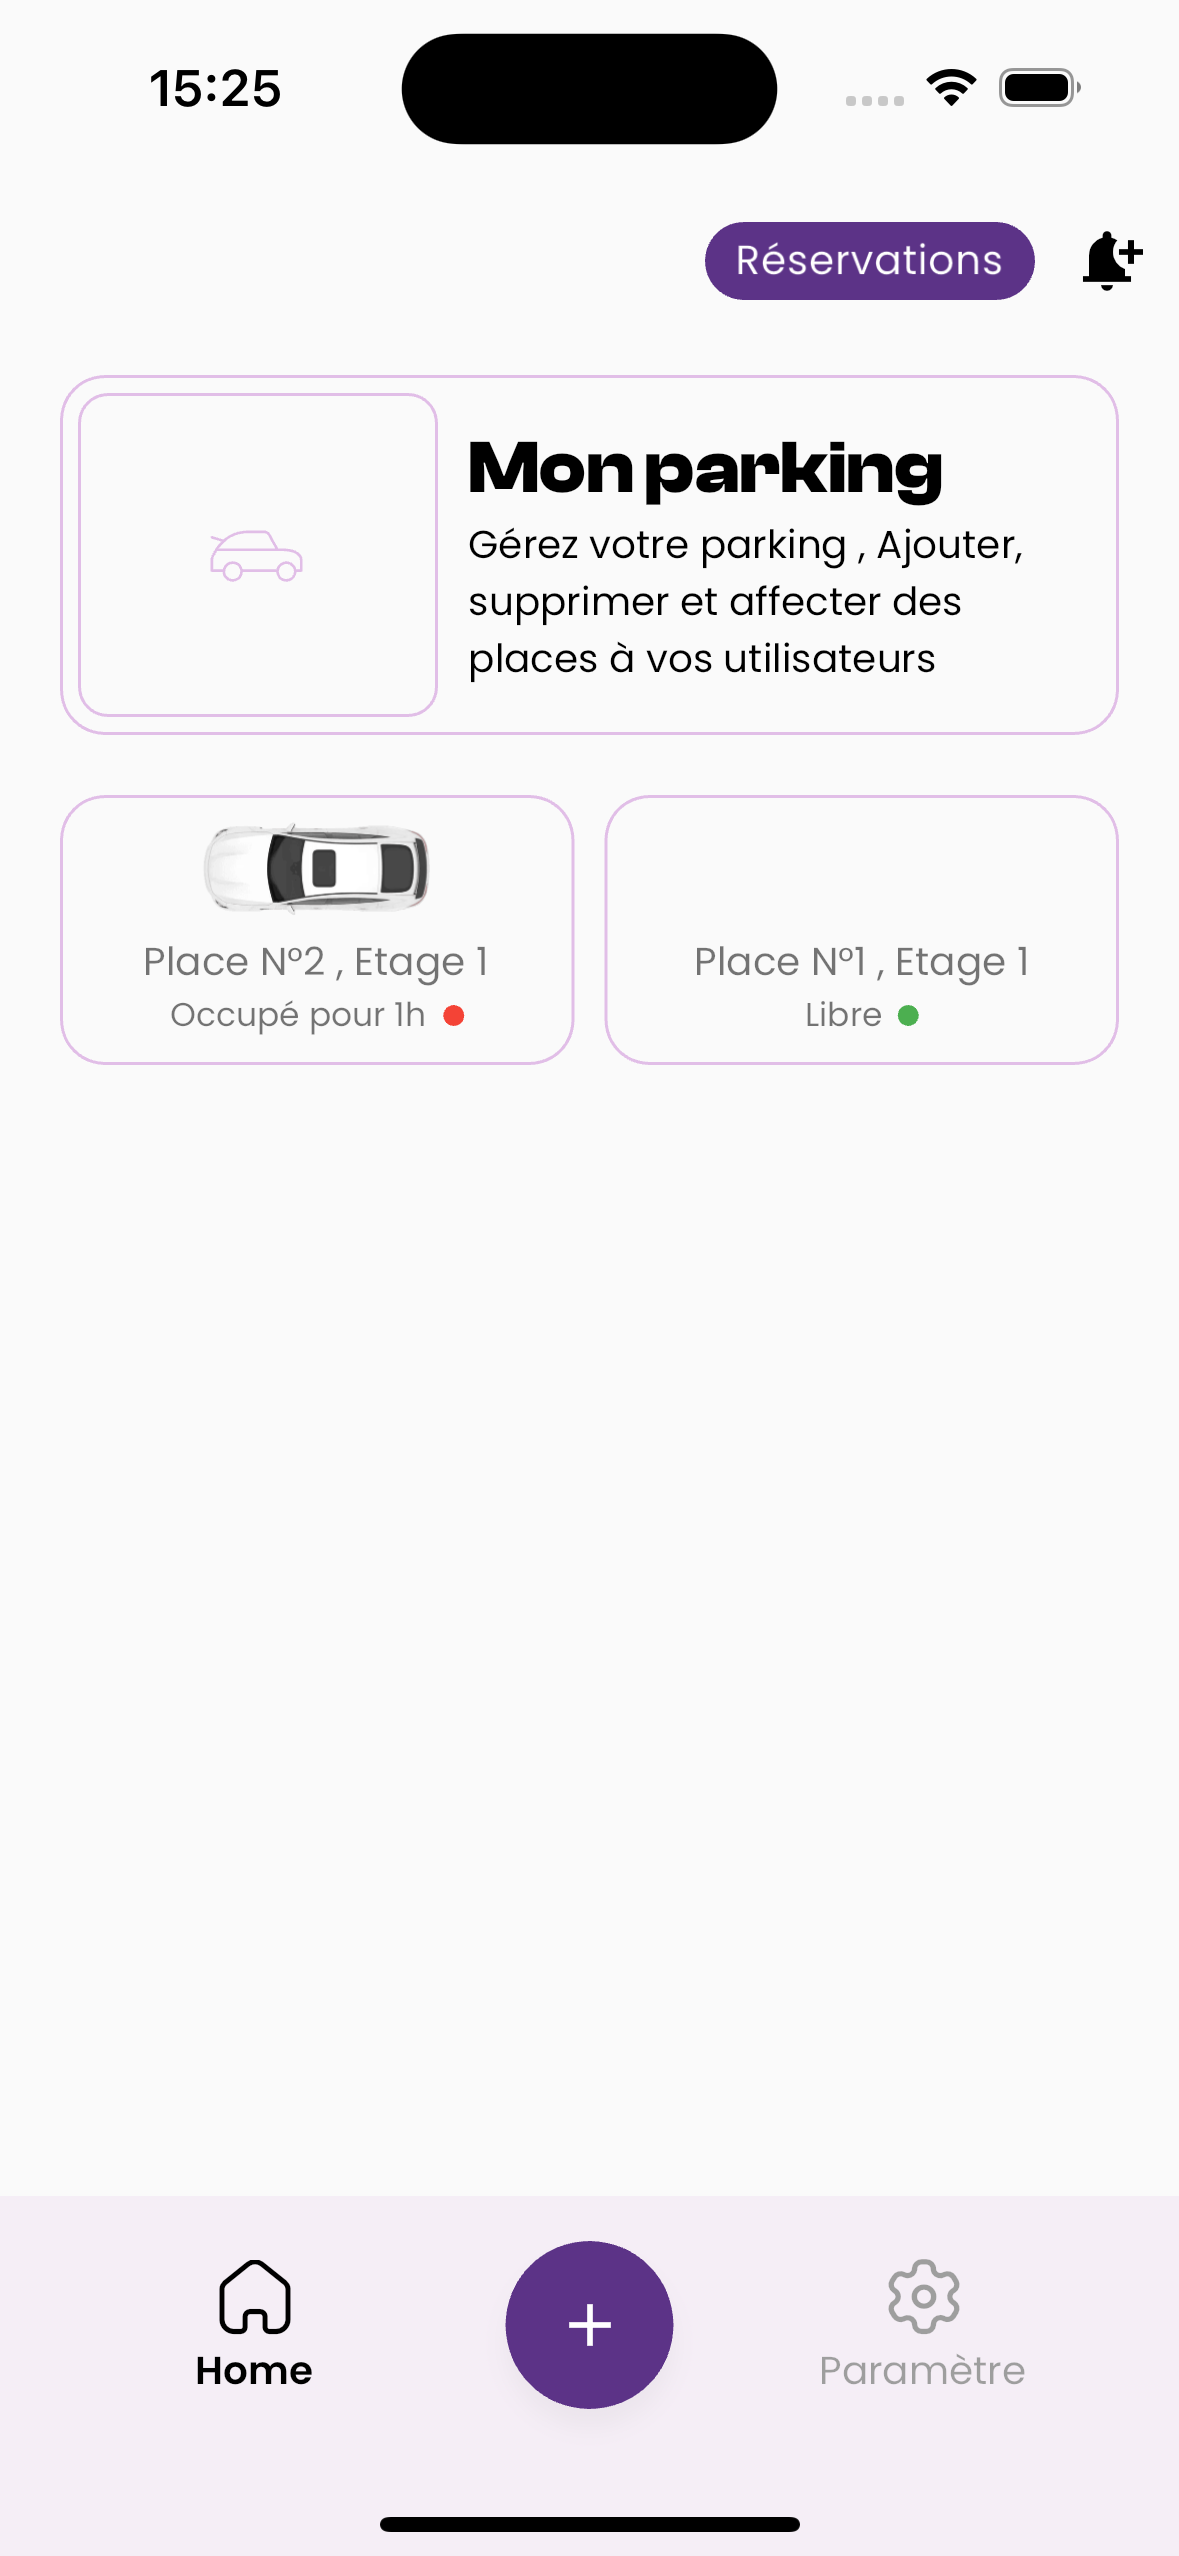 15:25
Réservations
Mon parking
Gérez votre parking , Ajouter,
supprimer et affecter des
places à vos utilisateurs
Place N°2 , Etage 1
Occupé pour 1h
Place N°1 , Etage 1
Libre
Home
Paramètre